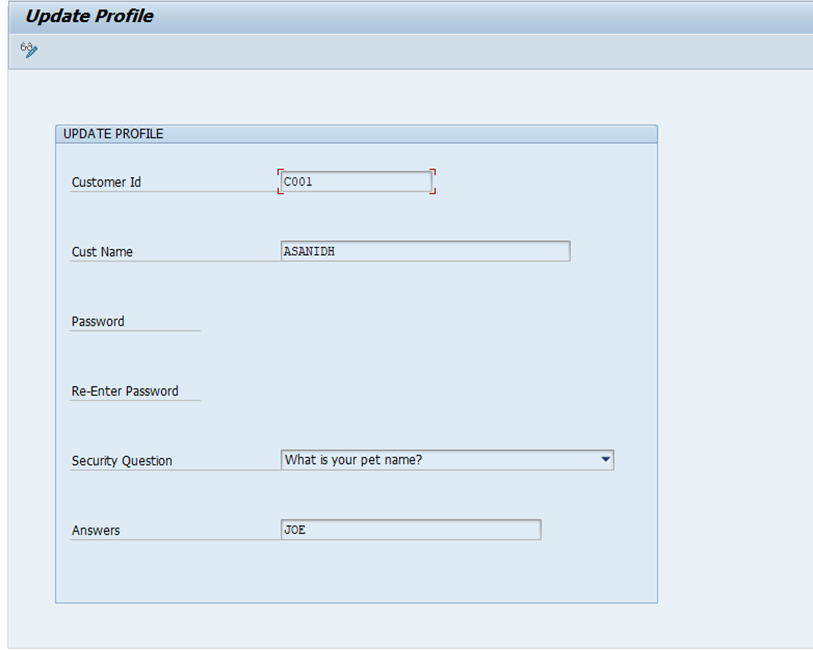 Update Profile
UPDATE PROFILE
Customer Id C001
Cust Name ASANIDH
Password
Re-Enter Password
Security Question What is your pet name?
Answers JOE